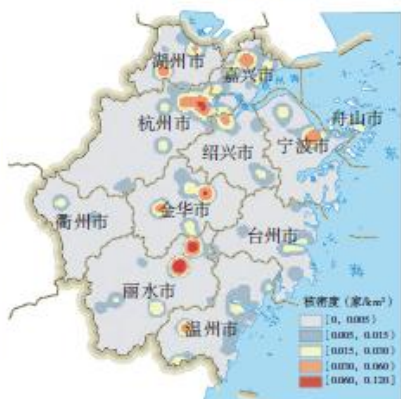 湖州市
嘉兴市
杭州市
舟山市
绍兴市
宁波市
衢州市
金华市
台州市
丽水市
温州市
东
海
核密度（家/km²）
[0, 0.005)
[0.005, 0.015)
[0.015, 0.030)
[0.030, 0.060)
[0.060, 0.120]